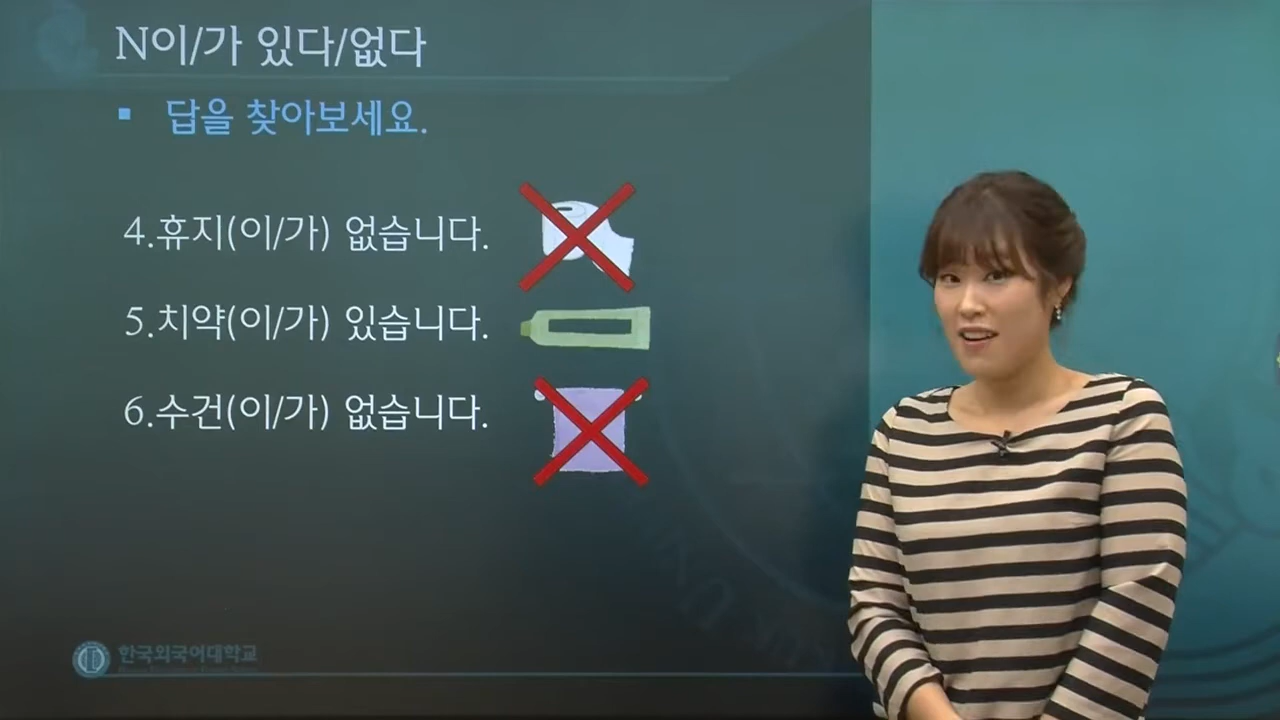 N이/가 있다/없다
▪ 답을 찾아보세요.
4.휴지(이/가) 없습니다.
5.치약(이/가) 있습니다.
6.수건(이/가) 없습니다.
한국외국어대학교